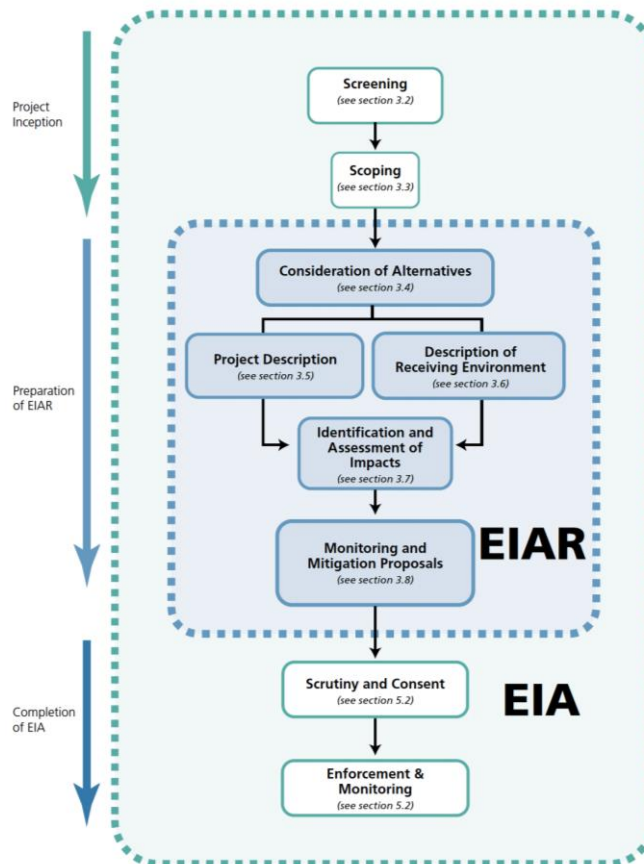 Project
Inception
Screening
(see section 3.2)
Scoping
(see section 3.3)
Preparation
of EIAR
Consideration of Alternatives
(see section 3.4)
Project Description
(see section 3.5)
Description of
Receiving Environment
(see section 3.6)
Identification and
Assessment of
Impacts
(see section 3.7)
Monitoring and
Mitigation Proposals
(see section 3.8)
EIAR
Completion
of EIA
Scrutiny and Consent
(see section 5.2)
EIA
Enforcement &
Monitoring
(see section 5.2)